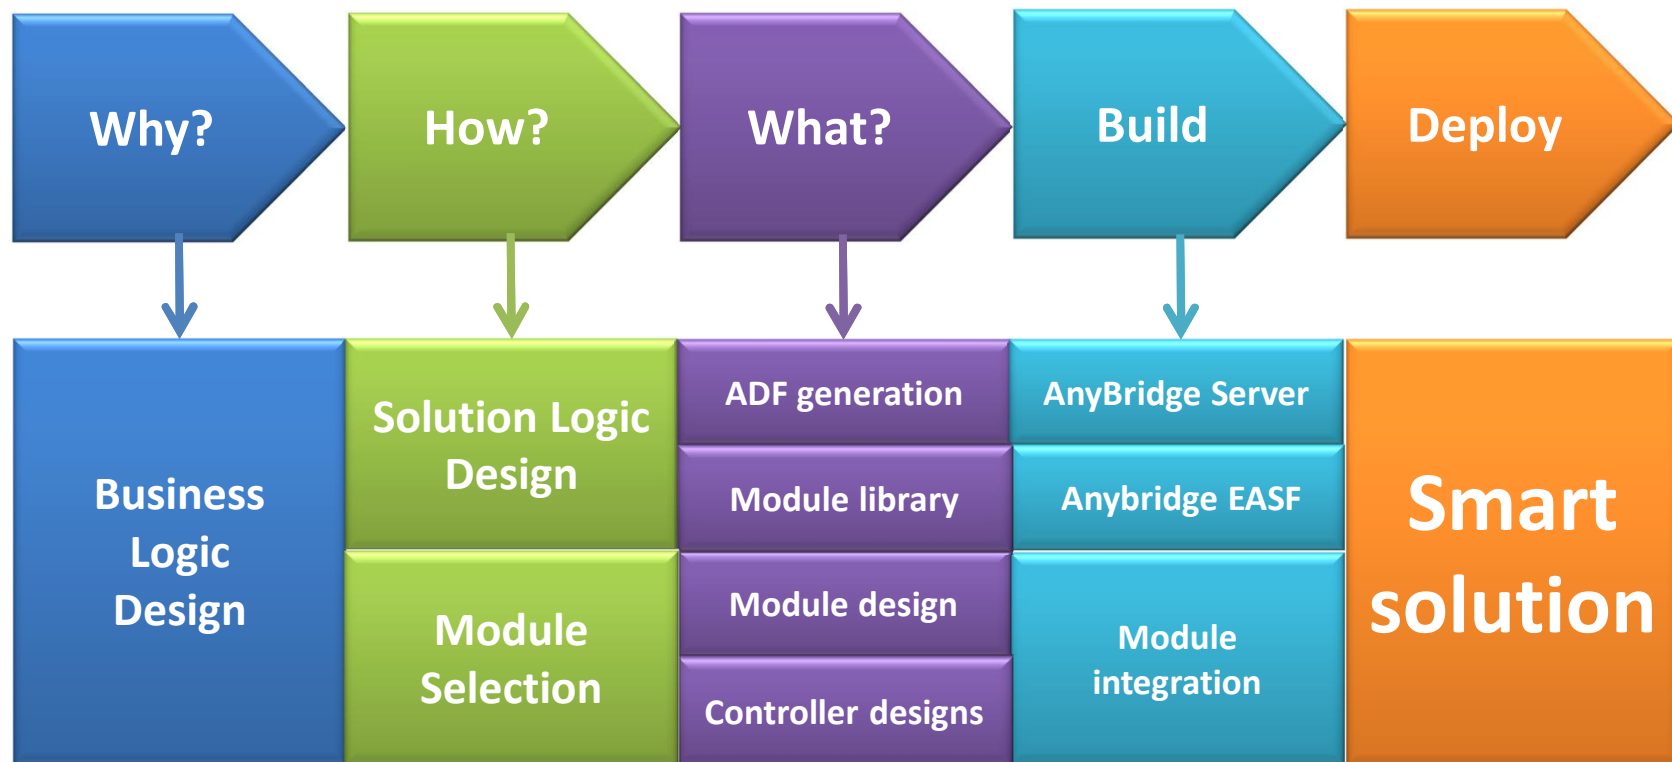 Why?
How?
What?
Build
Deploy
Business
Logic
Design
Solution Logic
Design
Module
Selection
ADF generation
Module library
Module design
Controller designs
AnyBridge Server
Anybridge EASF
Module
integration
Smart
solution